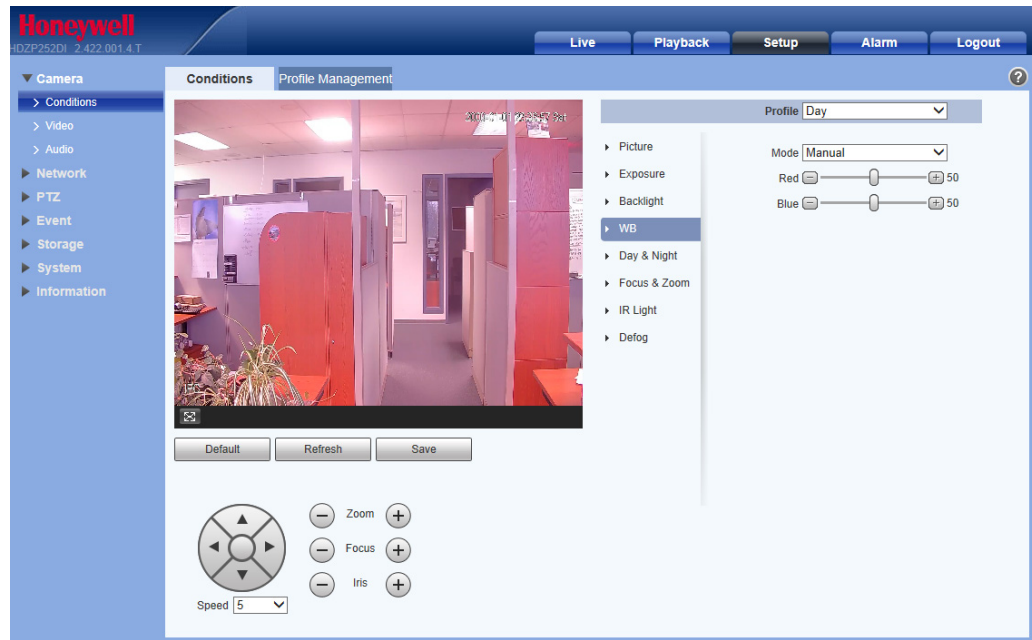 Honeywell
HDZP252DI 2.422.001.4.T
Live
Playback
Setup
Alarm
Logout
Camera
Conditions
Video
Audio
Network
PTZ
Event
Storage
System
Information
Conditions
Profile Management
?
Profile Day
Picture
Exposure
Backlight
WB
Day & Night
Focus & Zoom
IR Light
Defog
Mode Manual
Red 50
Blue 50
Default
Refresh
Save
Zoom
Focus
Iris
Speed 5